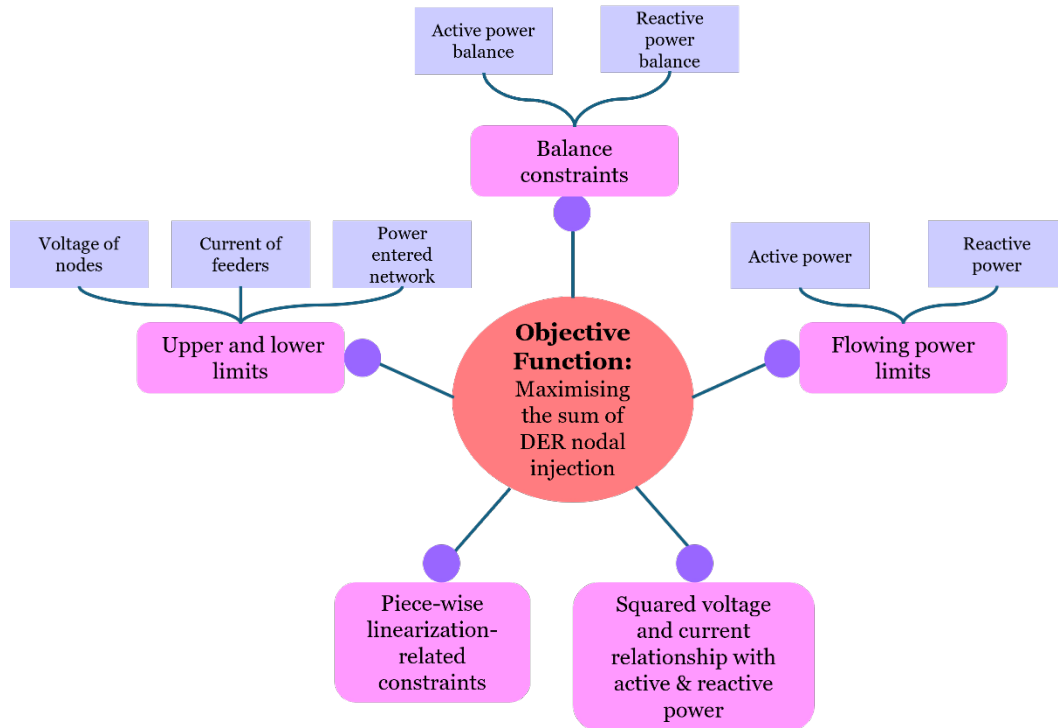 Active power
balance
Reactive
power
balance
Balance
constraints
Voltage of
nodes
Current of
feeders
Power
entered
network
Upper and lower
limits
Active power
Reactive
power
Flowing power
limits
Objective
Function:
Maximising
the sum of
DER nodal
injection
Piece-wise
linearization-
related
constraints
Squared voltage
and current
relationship with
active & reactive
power